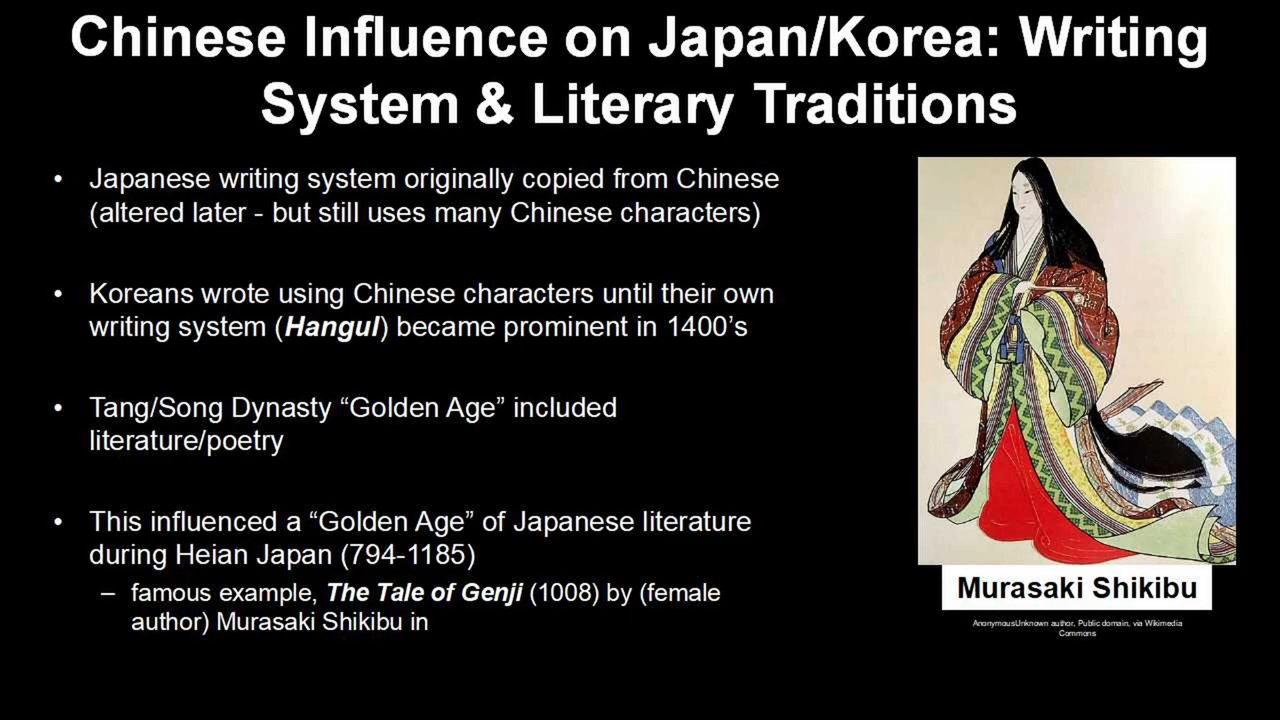 Chinese Influence on Japan/Korea: Writing
System & Literary Traditions
• Japanese writing system originally copied from Chinese
(altered later - but still uses many Chinese characters)
• Koreans wrote using Chinese characters until their own
writing system (Hangul) became prominent in 1400’s
• Tang/Song Dynasty “Golden Age” included
literature/poetry
• This influenced a “Golden Age” of Japanese literature
during Heian Japan (794-1185)
– famous example, The Tale of Genji (1008) by (female
author) Murasaki Shikibu in
Murasaki Shikibu
AnonymousUnknown author, Public domain, via Wikimedia
Commons